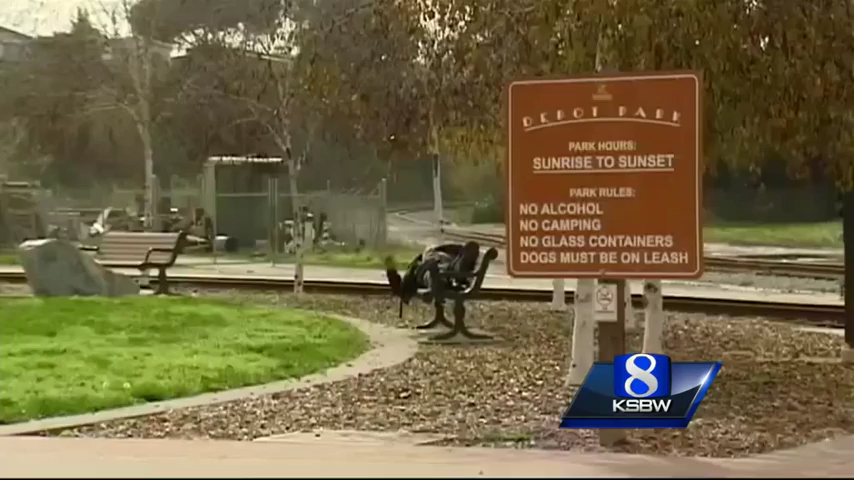 DEPOT PARK
PARK HOURS:
SUNRISE TO SUNSET
PARK RULES:
NO ALCOHOL
NO CAMPING
NO GLASS CONTAINERS
DOGS MUST BE ON LEASH
8
KSBW